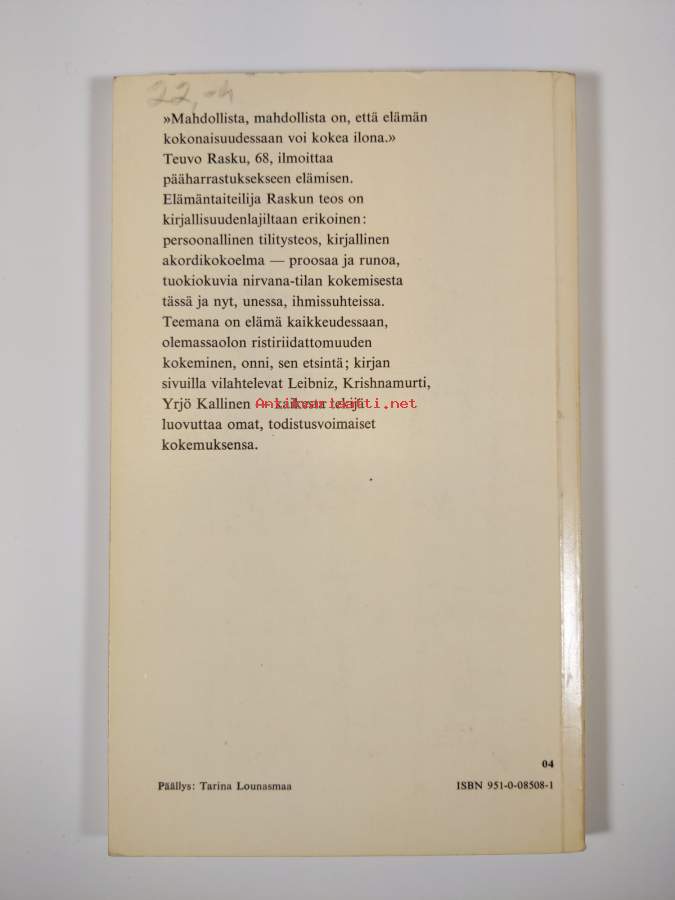 22,-
»Mahdollista, mahdollista on, että elämän
kokonaisuudessaan voi kokea ilona.»
Teuvo Rasku, 68, ilmoittaa
pääharrastuksekseen elämisen.
Elämäntaiteilija Raskun teos on
kirjallisuudenlajiltaan erikoinen:
persoonallinen tilitysteos, kirjallinen
akordikokoelma — proosaa ja runoa,
tuokiokuvia nirvana-tilan kokemisesta
tässä ja nyt, unessa, ihmissuhteissa.
Teemana on elämä kaikkeudessaan,
olemassaolon ristiriidattomuuden
kokeminen, onni, sen etsintä; kirjan
sivuilla vilahtelevat Leibniz, Krishnamurti,
Yrjö Kallinen — kaikesta tekijä
Antikvariaatti.net
luovuttaa omat, todistusvoimaiset
kokemuksensa.
04
Päällys: Tarina Lounasmaa
ISBN 951-0-08508-1